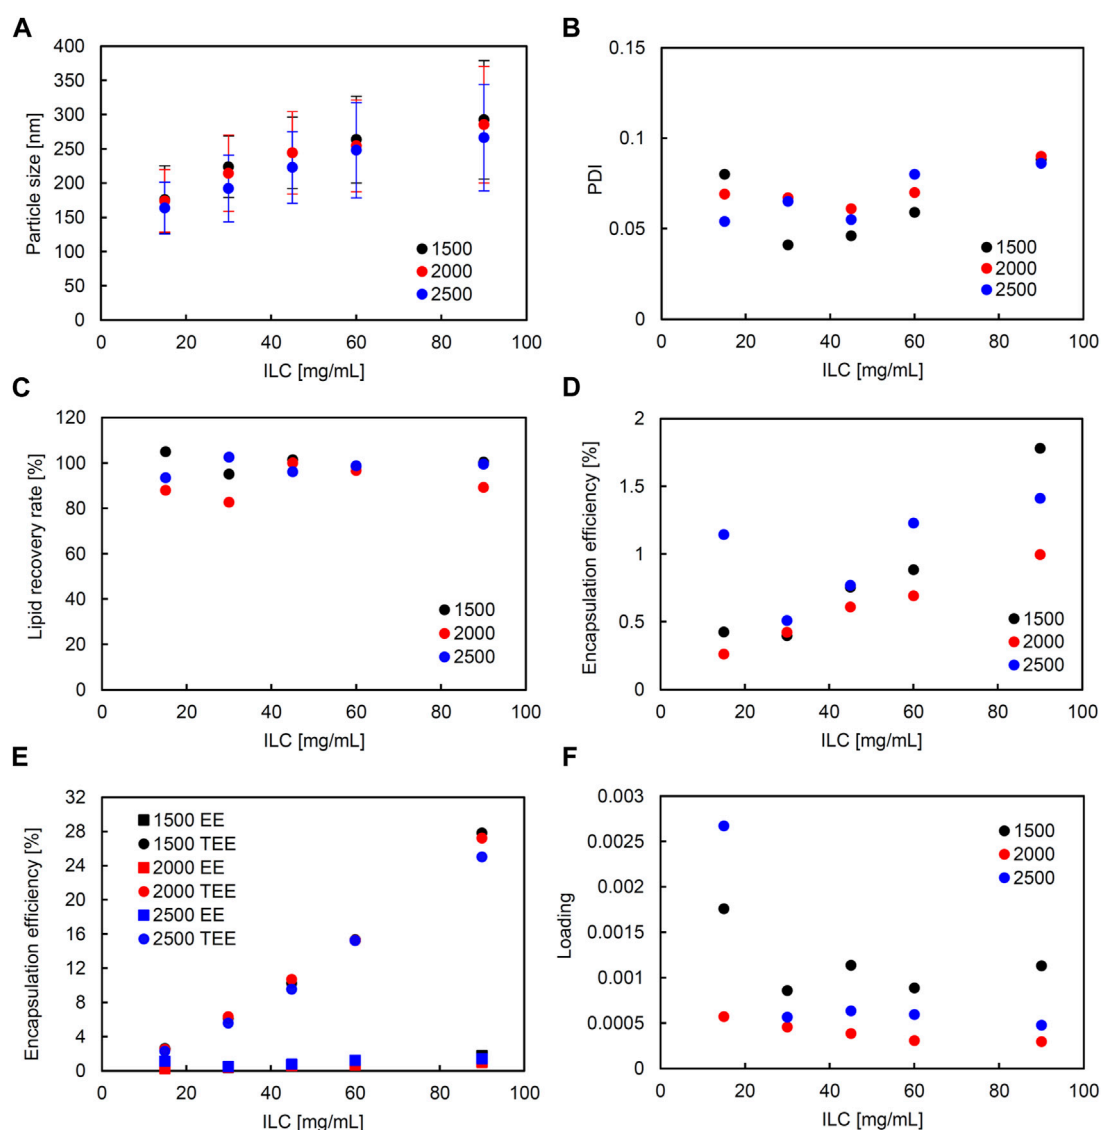 A
400
350
300
250
200
150
100
50
0
Particle size [nm]
1500
2000
2500
0 20 40 60 80 100
ILC [mg/mL]
B
0.15
0.1
0.05
0
PDI
1500
2000
2500
0 20 40 60 80 100
ILC [mg/mL]
C
120
100
80
60
40
20
0
Lipid recovery rate [%]
1500
2000
2500
0 20 40 60 80 100
ILC [mg/mL]
D
2
1.5
1
0.5
0
Encapsulation efficiency [%]
1500
2000
2500
0 20 40 60 80 100
ILC [mg/mL]
E
32
28
24
20
16
12
8
4
0
Encapsulation efficiency [%]
1500 EE
1500 TEE
2000 EE
2000 TEE
2500 EE
2500 TEE
0 20 40 60 80 100
ILC [mg/mL]
F
0.003
0.0025
0.002
0.0015
0.001
0.0005
0
Loading
1500
2000
2500
0 20 40 60 80 100
ILC [mg/mL]